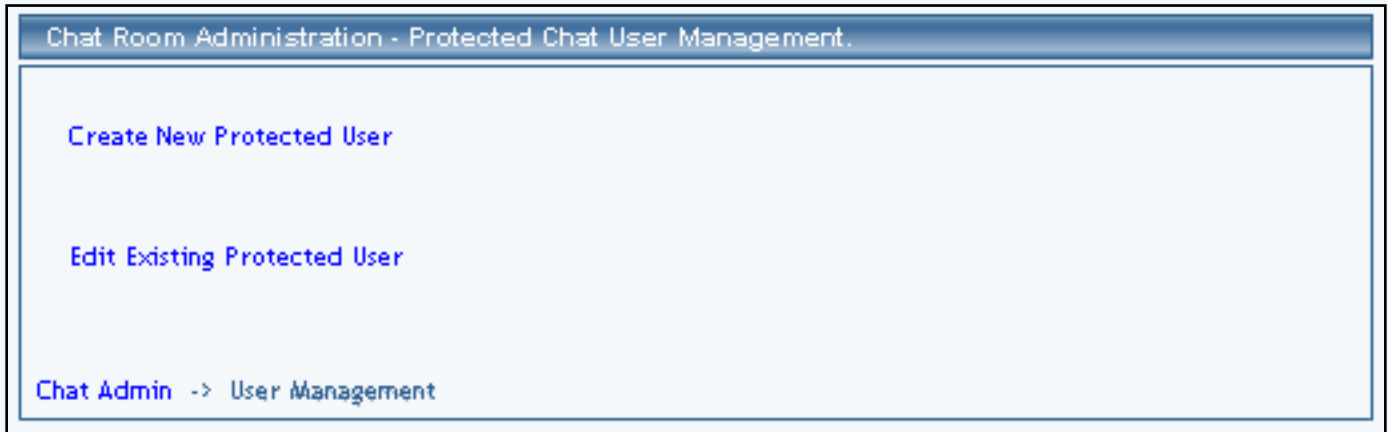 Chat Room Administration - Protected Chat User Management.
Create New Protected User
Edit Existing Protected User
Chat Admin -> User Management